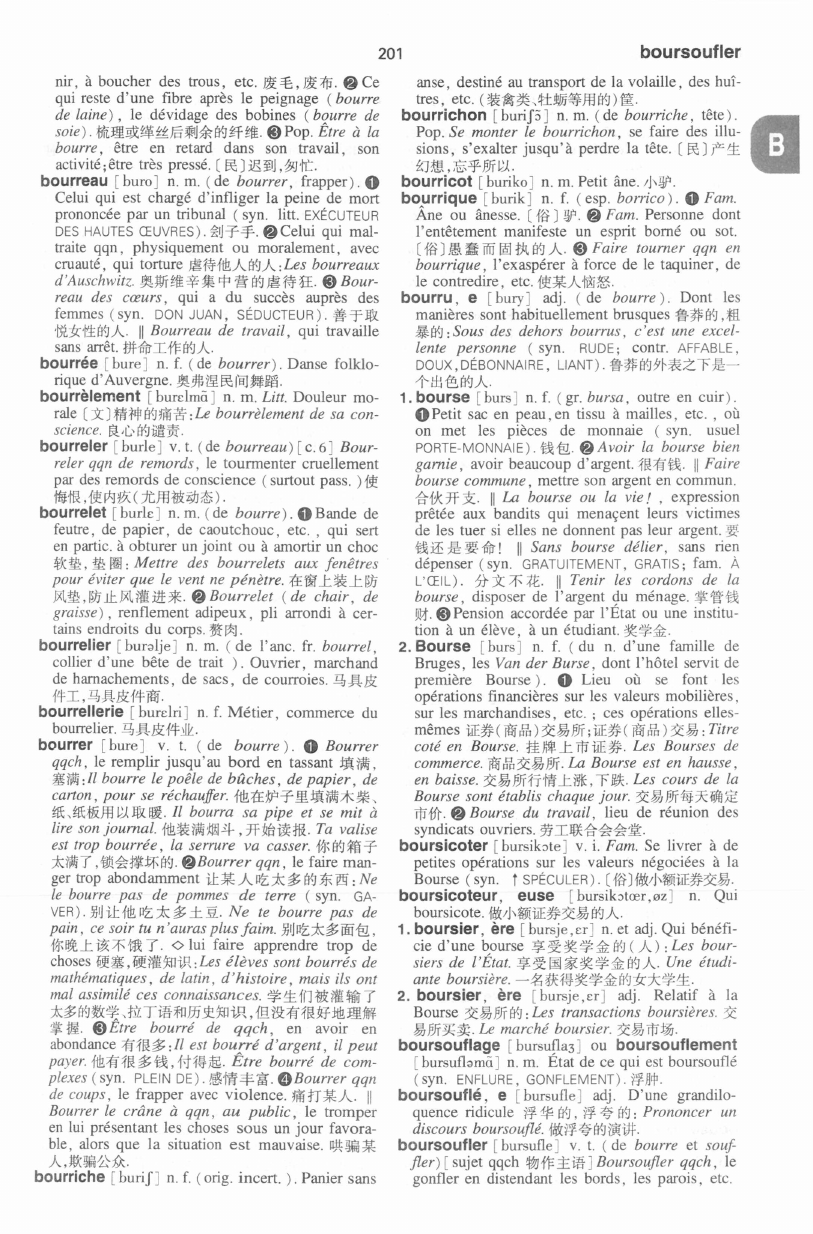 201
boursoufler
nir, à boucher des trous, etc. 废毛,废布. ❷ Ce
qui reste d'une fibre après le peignage (bourre
de laine), le dévidage des bobines (bourre de
soie). 梳理或缫丝后剩余的纤维. ❸ Pop. Être à la
bourre, être en retard dans son travail, son
activité;être très pressé. 〔民〕迟到,匆忙.
bourreau [buro] n. m. (de bourrer, frapper). ❶
Celui qui est chargé d'infliger la peine de mort
prononcée par un tribunal (syn. litt. EXÉCUTEUR
DES HAUTES ŒUVRES). 刽子手. ❷ Celui qui mal-
traite qqn, physiquement ou moralement, avec
cruauté, qui torture 虐待他人的人:Les bourreaux
d'Auschwitz. 奥斯维辛集中营的虐待狂. ❸ Bour-
reau des cœurs, qui a du succès auprès des
femmes (syn. DON JUAN, SÉDUCTEUR). 善于取
悦女性的人. ‖ Bourreau de travail, qui travaille
sans arrêt. 拼命工作的人.
bourrée [bure] n. f. (de bourrer). Danse folklo-
rique d'Auvergne. 奥弗涅民间舞蹈.
bourrèlement [burɛlmɑ̃] n. m. Litt. Douleur mo-
rale〔文〕精神的痛苦:Le bourrèlement de sa con-
science. 良心的谴责.
bourreler [burle] v. t. (de bourreau) [c. 6] Bour-
reler qqn de remords, le tourmenter cruellement
par des remords de conscience (surtout pass. )使
悔恨,使内疚(尤用被动态).
bourrelet [burlɛ] n. m. (de bourre). ❶ Bande de
feutre, de papier, de caoutchouc, etc. , qui sert
en partic. à obturer un joint ou à amortir un choc
软垫,垫圈: Mettre des bourrelets aux fenêtres
pour éviter que le vent ne pénètre. 在窗上装上防
风垫,防止风灌进来. ❷ Bourrelet (de chair, de
graisse), renflement adipeux, pli arrondi à cer-
tains endroits du corps. 赘肉.
bourrelier [burəlje] n. m. (de l'anc. fr. bourrel,
collier d'une bête de trait ). Ouvrier, marchand
de harnachements, de sacs, de courroies. 马具皮
件工,马具皮件商.
bourrellerie [burɛlri] n. f. Métier, commerce du
bourrelier. 马具皮件业.
bourrer [bure] v. t. (de bourre). ❶ Bourrer
qqch, le remplir jusqu'au bord en tassant 填满,
塞满:Il bourre le poêle de bûches, de papier, de
carton, pour se réchauffer. 他在炉子里填满木柴、
纸、纸板用以取暖. Il bourra sa pipe et se mit à
lire son journal. 他装满烟斗,开始读报. Ta valise
est trop bourrée, la serrure va casser. 你的箱子
太满了,锁会撑坏的. ❷ Bourrer qqn, le faire man-
ger trop abondamment 让某人吃太多的东西:Ne
le bourre pas de pommes de terre (syn. GA-
VER). 别让他吃太多土豆. Ne te bourre pas de
pain, ce soir tu n'auras plus faim. 别吃太多面包,
你晚上该不饿了. ◇ lui faire apprendre trop de
choses 硬塞,硬灌知识:Les élèves sont bourrés de
mathématiques, de latin, d'histoire, mais ils ont
mal assimilé ces connaissances. 学生们被灌输了
太多的数学、拉丁语和历史知识,但没有很好地理解
掌握. ❸ Être bourré de qqch, en avoir en
abondance 有很多:Il est bourré d'argent, il peut
payer. 他有很多钱,付得起. Être bourré de com-
plexes (syn. PLEIN DE). 感情丰富. ❹ Bourrer qqn
de coups, le frapper avec violence. 痛打某人. ‖
Bourrer le crâne à qqn, au public, le tromper
en lui présentant les choses sous un jour favora-
ble, alors que la situation est mauvaise. 哄骗某
人,欺骗公众.
bourriche [buriʃ] n. f. (orig. incert. ). Panier sans
anse, destiné au transport de la volaille, des huî-
tres, etc. (装禽类、牡蛎等用的)筐.
bourrichon [buriʃɔ̃] n. m. (de bourriche, tête).
Pop. Se monter le bourrichon, se faire des illu-
sions, s'exalter jusqu'à perdre la tête.〔民〕产生
幻想,忘乎所以.
B
bourricot [buriko] n. m. Petit âne. 小驴.
bourrique [burik] n. f. (esp. borrico). ❶ Fam.
Âne ou ânesse.〔俗〕驴. ❷ Fam. Personne dont
l'entêtement manifeste un esprit borné ou sot.
〔俗〕愚蠢而固执的人. ❸ Faire tourner qqn en
bourrique, l'exaspérer à force de le taquiner, de
le contredire, etc. 使某人恼怒.
bourru, e [bury] adj. (de bourre). Dont les
manières sont habituellement brusques 鲁莽的,粗
暴的:Sous des dehors bourrus, c'est une excel-
lente personne (syn. RUDE; contr. AFFABLE,
DOUX,DÉBONNAIRE, LIANT). 鲁莽的外表之下是一
个出色的人.
1. bourse [burs] n. f. (gr. bursa, outre en cuir).
❶ Petit sac en peau,en tissu à mailles, etc. , où
on met les pièces de monnaie (syn. usuel
PORTE-MONNAIE). 钱包. ❷ Avoir la bourse bien
garnie, avoir beaucoup d'argent. 很有钱. ‖ Faire
bourse commune, mettre son argent en commun.
合伙开支. ‖ La bourse ou la vie! , expression
prêtée aux bandits qui menaçent leurs victimes
de les tuer si elles ne donnent pas leur argent. 要
钱还是要命! ‖ Sans bourse délier, sans rien
dépenser (syn. GRATUITEMENT, GRATIS; fam. À
L'ŒIL). 分文不花. ‖ Tenir les cordons de la
bourse, disposer de l'argent du ménage. 掌管钱
财. ❸ Pension accordée par l'État ou une institu-
tion à un élève, à un étudiant. 奖学金.
2. Bourse [burs] n. f. (du n. d'une famille de
Bruges, les Van der Burse, dont l'hôtel servit de
première Bourse). ❶ Lieu où se font les
opérations financières sur les valeurs mobilières,
sur les marchandises, etc. ; ces opérations elles-
mêmes 证券(商品)交易所;证券(商品)交易:Titre
coté en Bourse. 挂牌上市证券. Les Bourses de
commerce. 商品交易所. La Bourse est en hausse,
en baisse. 交易所行情上涨,下跌. Les cours de la
Bourse sont établis chaque jour. 交易所每天确定
市价. ❷ Bourse du travail, lieu de réunion des
syndicats ouvriers. 劳工联合会会堂.
boursicoter [bursikɔte] v. i. Fam. Se livrer à de
petites opérations sur les valeurs négociées à la
Bourse (syn. ↑ SPÉCULER).〔俗〕做小额证券交易.
boursicoteur, euse [bursikɔtœr,øz] n. Qui
boursicote. 做小额证券交易的人.
1. boursier, ère [bursje,ɛr] n. et adj. Qui bénéfi-
cie d'une bourse 享受奖学金的(人):Les bour-
siers de l'État. 享受国家奖学金的人. Une étudi-
ante boursière. 一名获得奖学金的女大学生.
2. boursier, ère [bursje,ɛr] adj. Relatif à la
Bourse 交易所的:Les transactions boursières. 交
易所买卖. Le marché boursier. 交易市场.
boursouflage [bursuflaʒ] ou boursouflement
[bursufləmɑ̃] n. m. État de ce qui est boursouflé
(syn. ENFLURE, GONFLEMENT). 浮肿.
boursouflé, e [bursufle] adj. D'une grandilo-
quence ridicule 浮华的,浮夸的: Prononcer un
discours boursouflé. 做浮夸的演讲.
boursoufler [bursufle] v. t. (de bourre et souf-
fler) [sujet qqch 物作主语] Boursoufler qqch, le
gonfler en distendant les bords, les parois, etc.